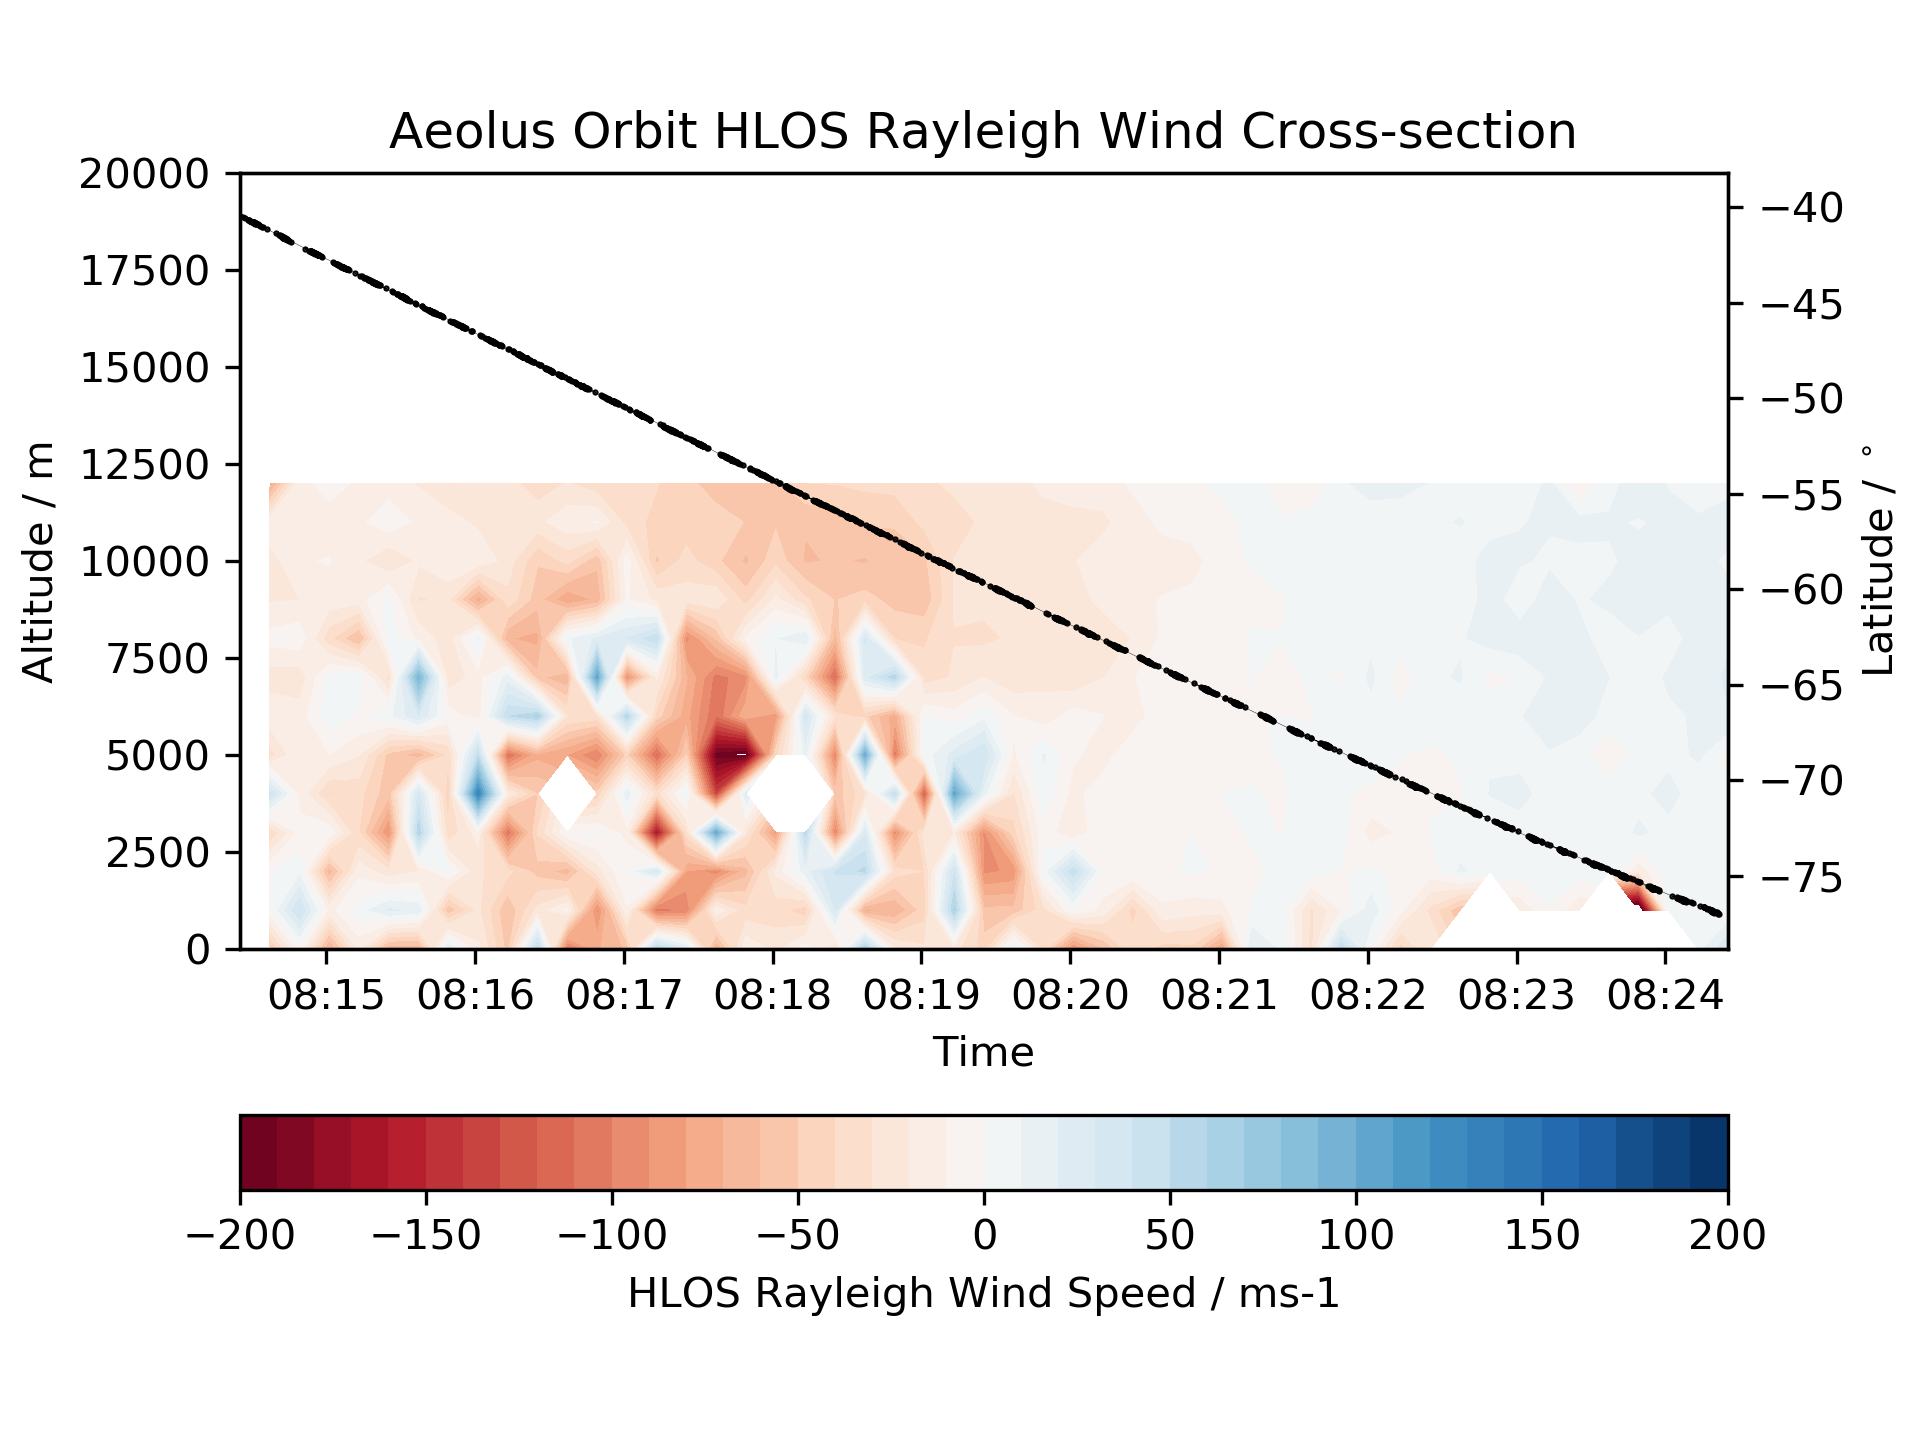 Aeolus Orbit HLOS Rayleigh Wind Cross-section
20000
17500
15000
12500
10000
7500
5000
2500
0
Altitude / m
−40
−45
−50
−55
−60
−65
−70
−75
Latitude / °
08:15 08:16 08:17 08:18 08:19 08:20 08:21 08:22 08:23 08:24
Time
−200 −150 −100 −50 0 50 100 150 200
HLOS Rayleigh Wind Speed / ms-1